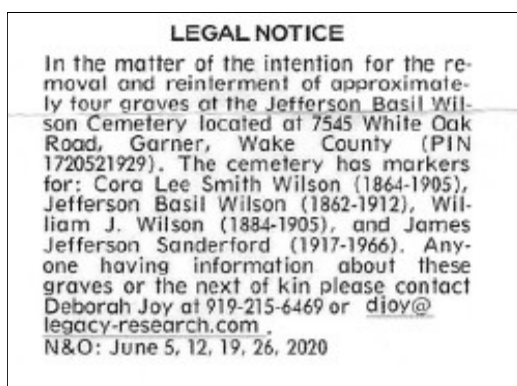 LEGAL NOTICE
In the matter of the intention for the re-
moval and reinterment of approximate-
ly four graves at the Jefferson Basil Wil-
son Cemetery located at 7545 White Oak
Road, Garner, Wake County (PIN
1720521929). The cemetery has markers
for: Cora Lee Smith Wilson (1864-1905),
Jefferson Basil Wilson (1862-1912), Wil-
liam J. Wilson (1884-1905), and James
Jefferson Sanderford (1917-1966). Any-
one having information about these
graves or the next of kin please contact
Deborah Joy at 919-215-6469 or djoy@
legacy-research.com .
N&O: June 5, 12, 19, 26, 2020